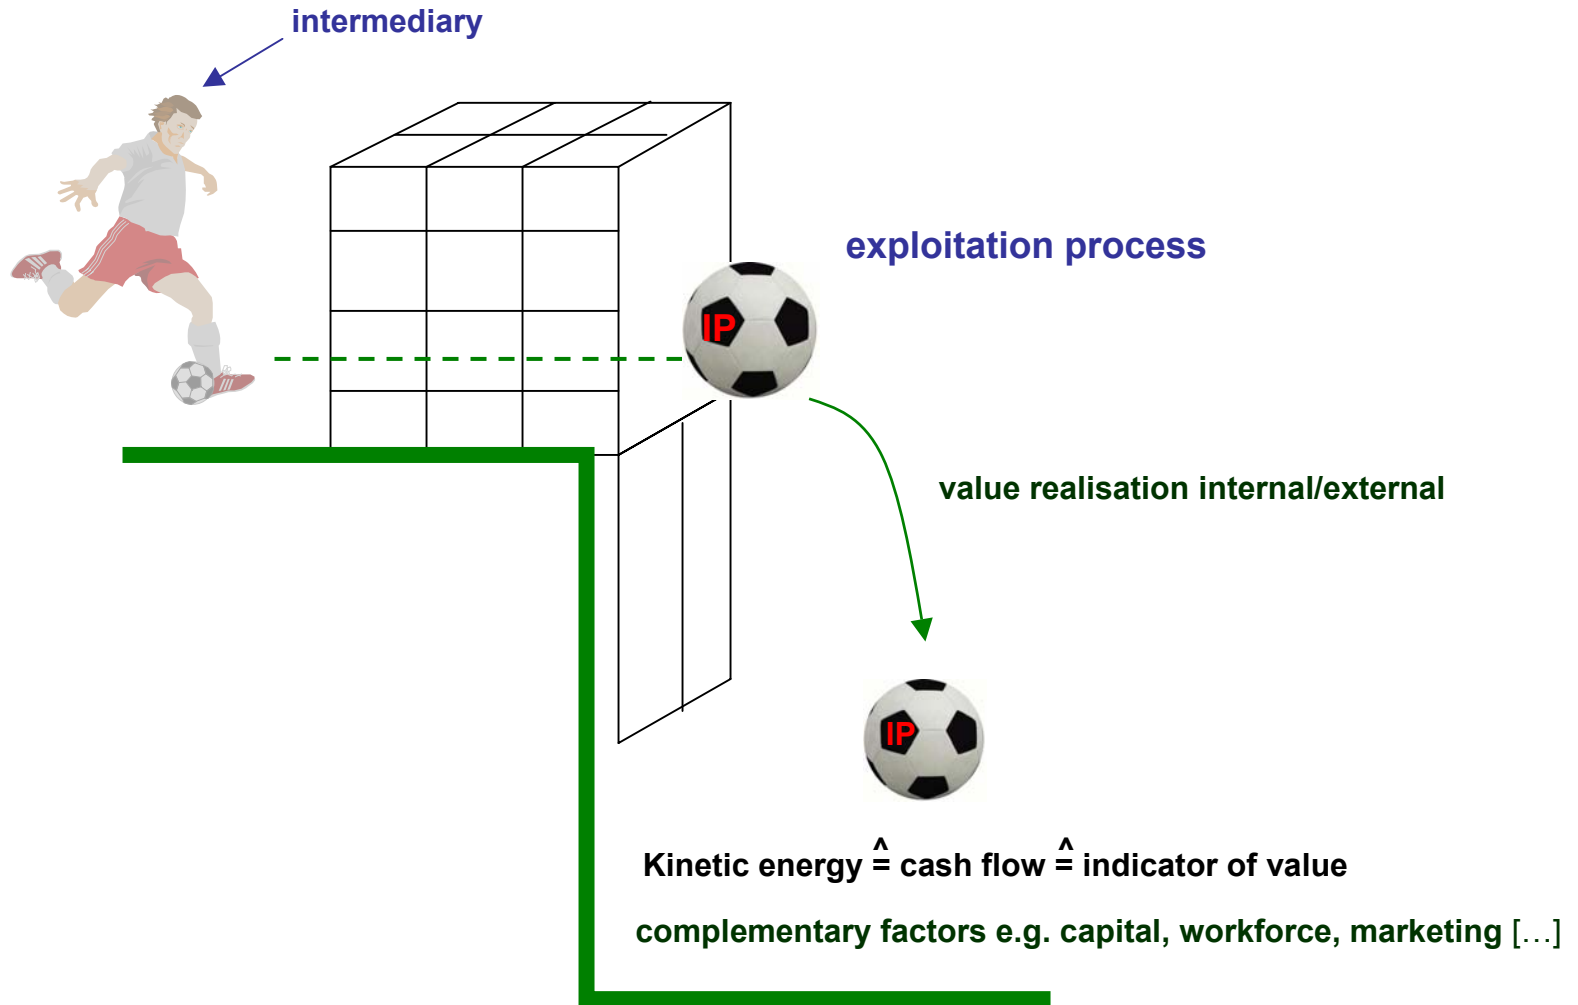 intermediary
exploitation process
IP
value realisation internal/external
IP
Kinetic energy ≙ cash flow ≙ indicator of value
complementary factors e.g. capital, workforce, marketing […]